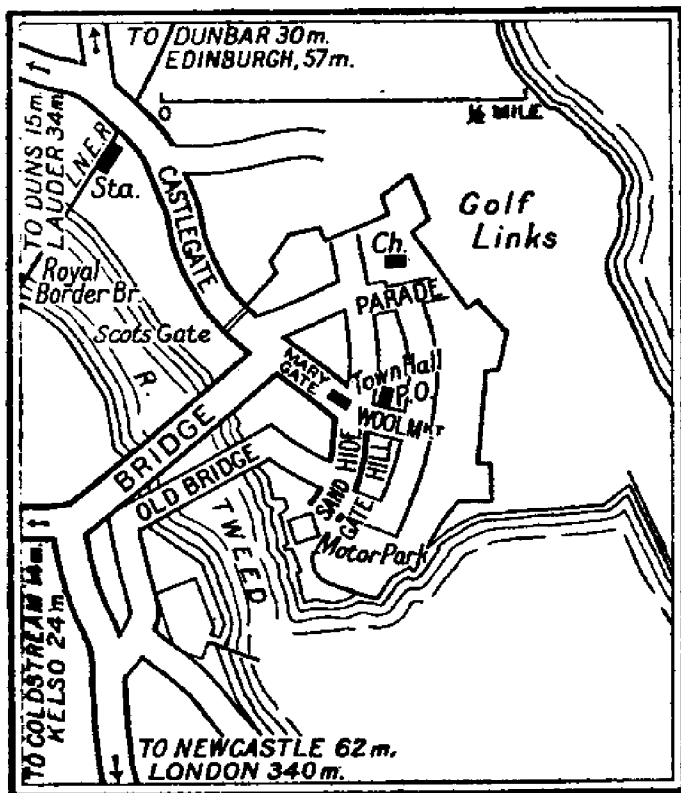 TO DUNBAR 30m.
EDINBURGH, 57m.
0 ½ MILE
TO DUNS 15m.
LAUDER 34m.
L.N.E.R.
Sta.
CASTLEGATE
Golf
Links
Ch.
PARADE
Royal
Border Br.
Scots Gate
R.
MARY
GATE
Town Hall
P.O.
WOOLMKT
BRIDGE
OLD BRIDGE
HIDE
HILL
SAND
GATE
TWEED
Motor Park
TO COLDSTREAM 14m.
KELSO 24m.
TO NEWCASTLE 62m,
LONDON 340m.